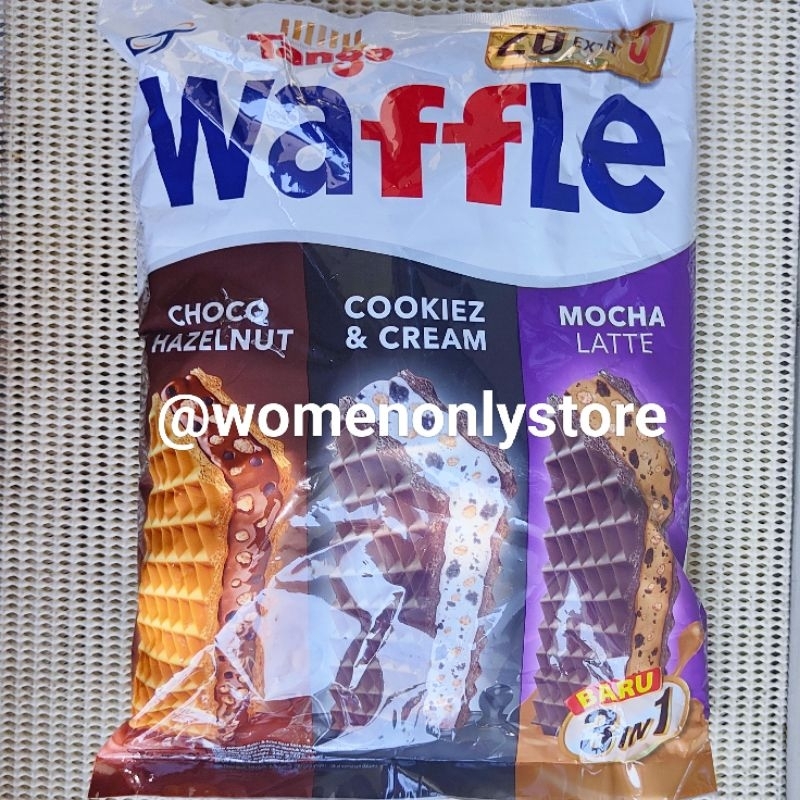 Tango
20 EXTRA
waffle
CHOCO
HAZELNUT
COOKIEZ
& CREAM
MOCHA
LATTE
@womenonlystore
BARU
3 IN 1